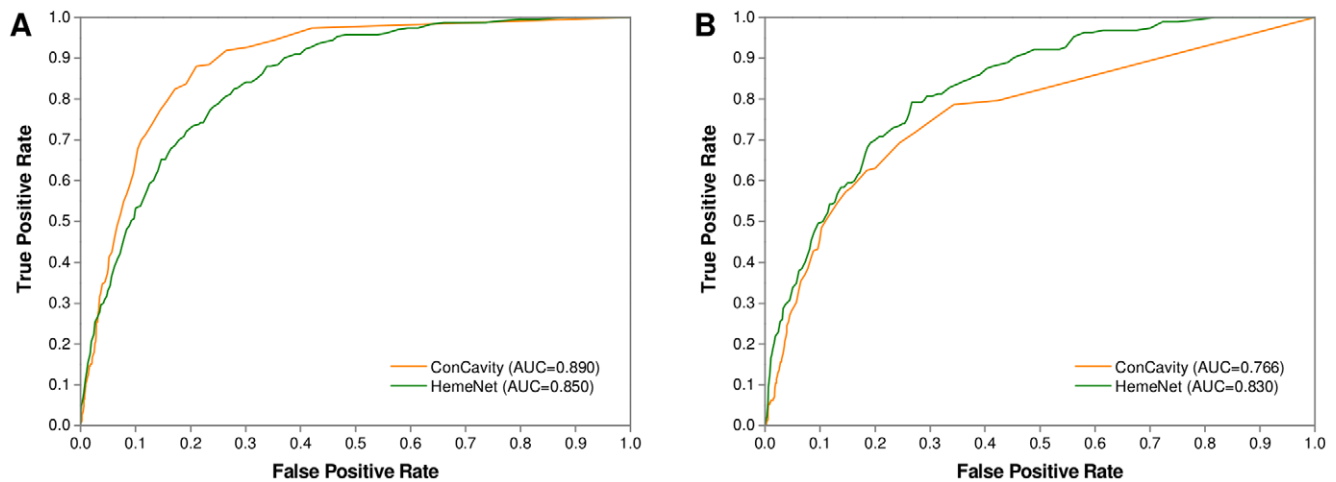 A
True Positive Rate
1.0
0.9
0.8
0.7
0.6
0.5
0.4
0.3
0.2
0.1
0.0
ConCavity (AUC=0.890)
HemeNet (AUC=0.850)
0.0 0.1 0.2 0.3 0.4 0.5 0.6 0.7 0.8 0.9 1.0
False Positive Rate
B
True Positive Rate
1.0
0.9
0.8
0.7
0.6
0.5
0.4
0.3
0.2
0.1
0.0
ConCavity (AUC=0.766)
HemeNet (AUC=0.830)
0.0 0.1 0.2 0.3 0.4 0.5 0.6 0.7 0.8 0.9 1.0
False Positive Rate